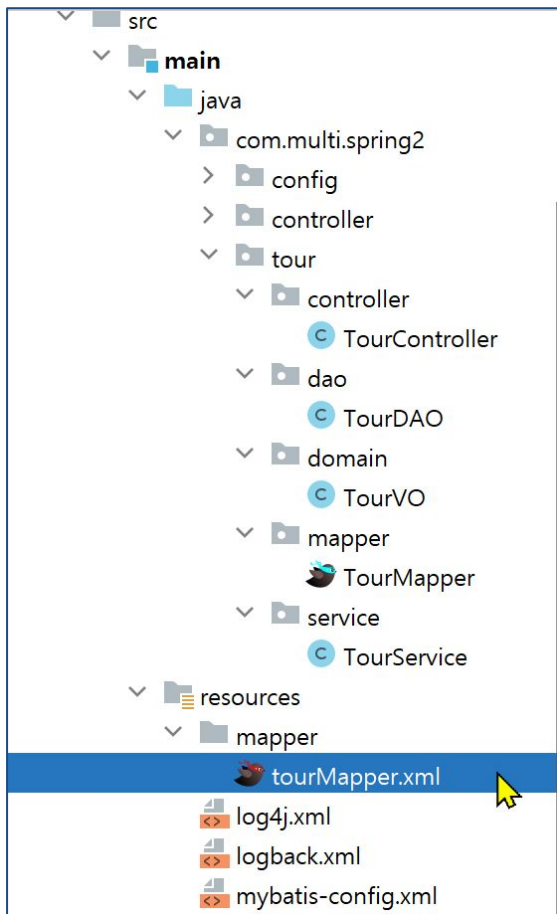 src
main
java
com.multi.spring2
config
controller
tour
controller
TourController
dao
TourDAO
domain
TourVO
mapper
TourMapper
service
TourService
resources
mapper
tourMapper.xml
log4j.xml
logback.xml
mybatis-config.xml